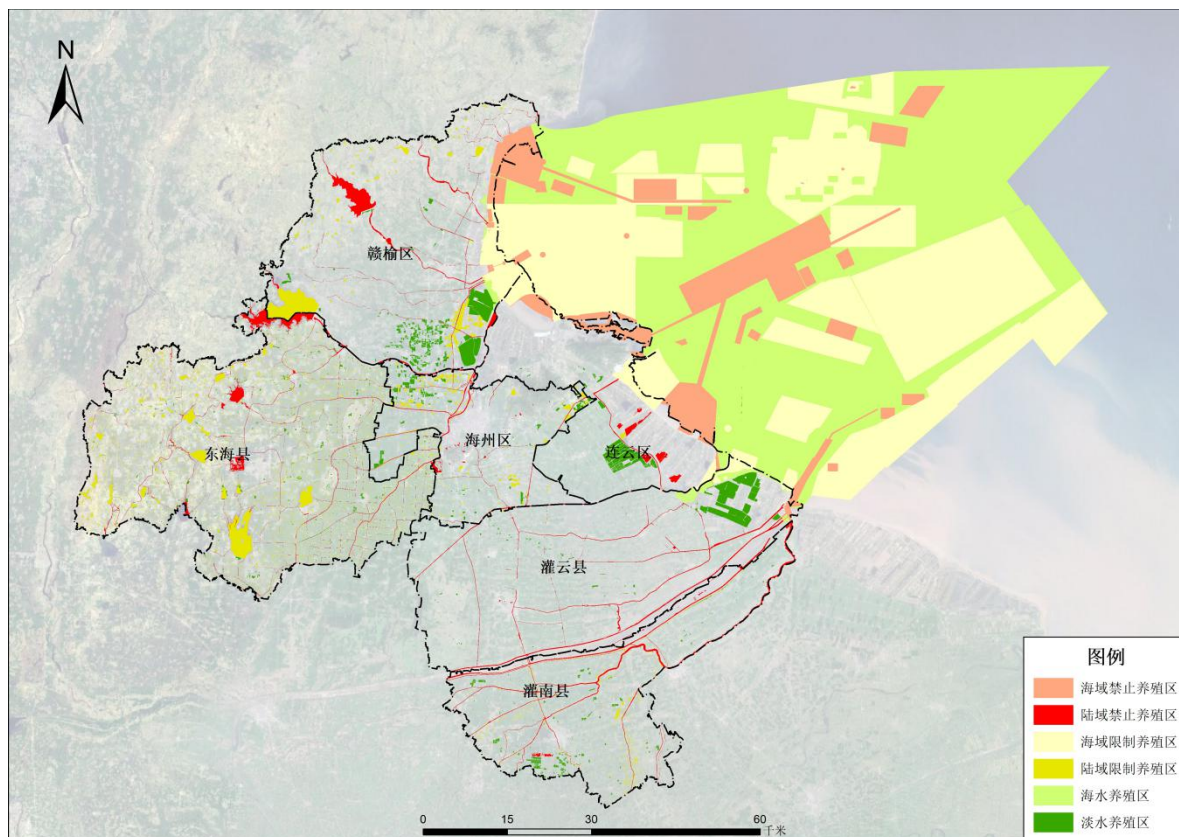 N
赣榆区
东海县
海州区
连云区
灌云县
灌南县
图例
海域禁止养殖区
陆域禁止养殖区
海域限制养殖区
陆域限制养殖区
海水养殖区
淡水养殖区
0 15 30 60
千米